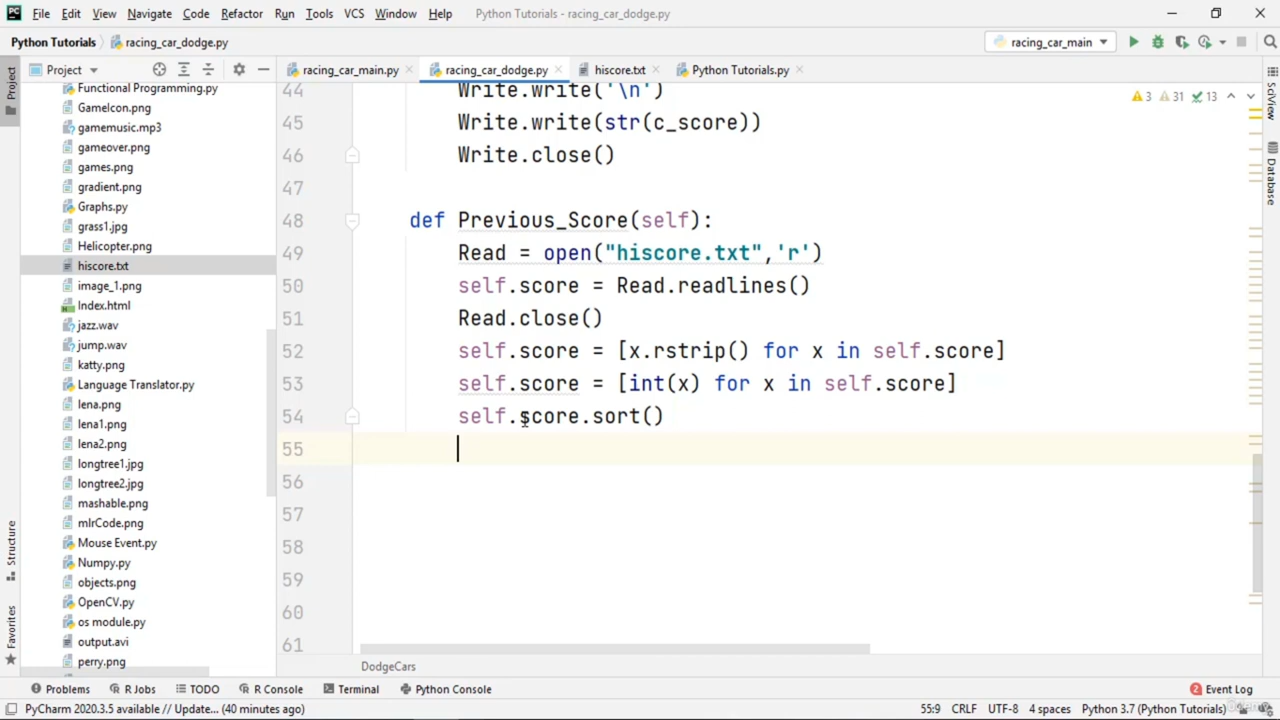 File Edit View Navigate Code Refactor Run Tools VCS Window Help Python Tutorials - racing_car_dodge.py
Python Tutorials racing_car_dodge.py racing_car_main
Project racing_car_main.py racing_car_dodge.py hiscore.txt Python Tutorials.py
Project
SciView
Database
Structure
Favorites
Functional Programming.py
GameIcon.png
gamemusic.mp3
gameover.png
games.png
gradient.png
Graphs.py
grass1.jpg
Helicopter.png
hiscore.txt
image_1.png
Index.html
jazz.wav
jump.wav
katty.png
Language Translator.py
lena.png
lena1.png
lena2.png
longtree1.jpg
longtree2.jpg
mashable.png
mlrCode.png
Mouse Event.py
Numpy.py
objects.png
OpenCV.py
os module.py
output.avi
perry.png
3 31 13
44 Write.write('\n')
45 Write.write(str(c_score))
46 Write.close()
47
48 def Previous_Score(self):
49 Read = open("hiscore.txt",'r')
50 self.score = Read.readlines()
51 Read.close()
52 self.score = [x.rstrip() for x in self.score]
53 self.score = [int(x) for x in self.score]
54 self.score.sort()
55
56
57
58
59
60
61
DodgeCars
Problems R Jobs TODO R Console Terminal Python Console 2 Event Log
PyCharm 2020.3.5 available // Update... (40 minutes ago) 55:9 CRLF UTF-8 4 spaces Python 3.7 (Python Tutorials)